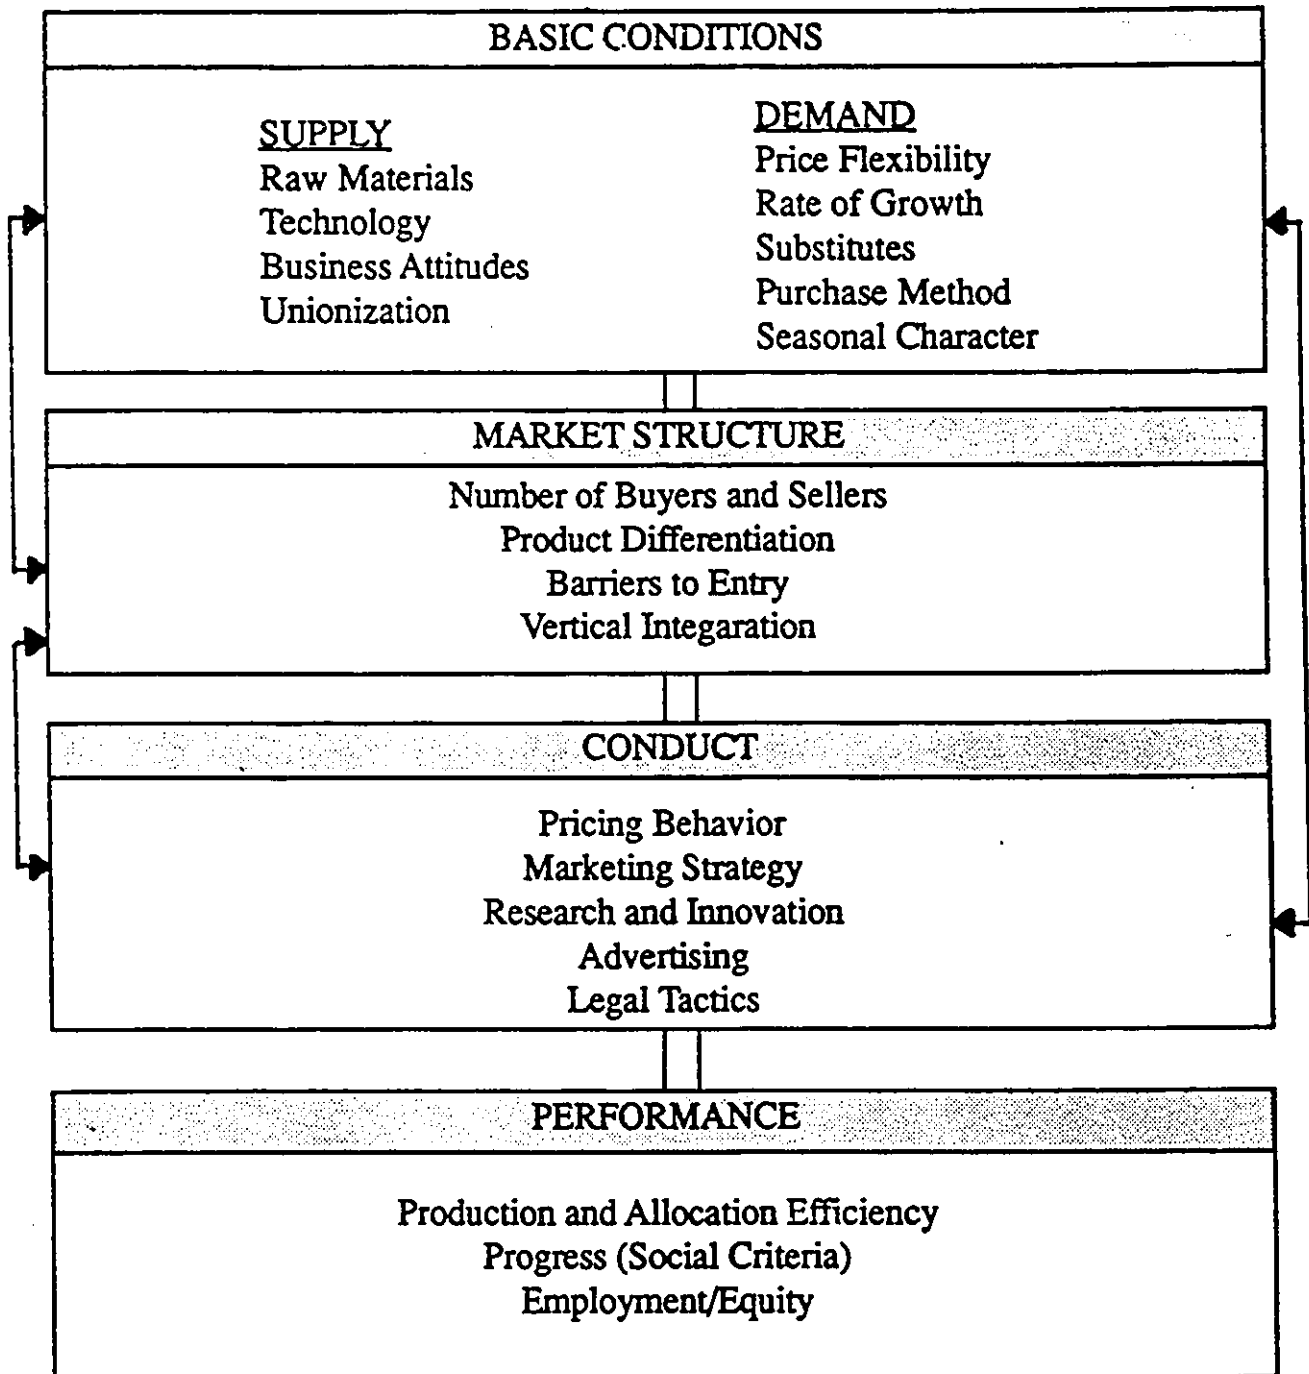 BASIC CONDITIONS
SUPPLY
Raw Materials
Technology
Business Attitudes
Unionization
DEMAND
Price Flexibility
Rate of Growth
Substitutes
Purchase Method
Seasonal Character
MARKET STRUCTURE
Number of Buyers and Sellers
Product Differentiation
Barriers to Entry
Vertical Integaration
CONDUCT
Pricing Behavior
Marketing Strategy
Research and Innovation
Advertising
Legal Tactics
PERFORMANCE
Production and Allocation Efficiency
Progress (Social Criteria)
Employment/Equity